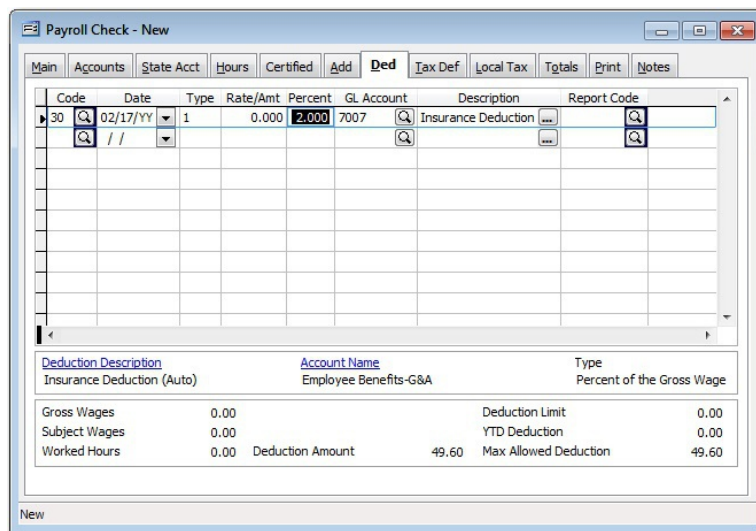 Payroll Check - New
Main Accounts State Acct Hours Certified Add Ded Tax Def Local Tax Totals Print Notes
Code Date Type Rate/Amt Percent GL Account Description Report Code
30 02/17/YY 1 0.000 2.000 7007 Insurance Deduction ...
/ / ...
Deduction Description Account Name Type
Insurance Deduction (Auto) Employee Benefits-G&A Percent of the Gross Wage
Gross Wages 0.00 Deduction Limit 0.00
Subject Wages 0.00 YTD Deduction 0.00
Worked Hours 0.00 Deduction Amount 49.60 Max Allowed Deduction 49.60
New